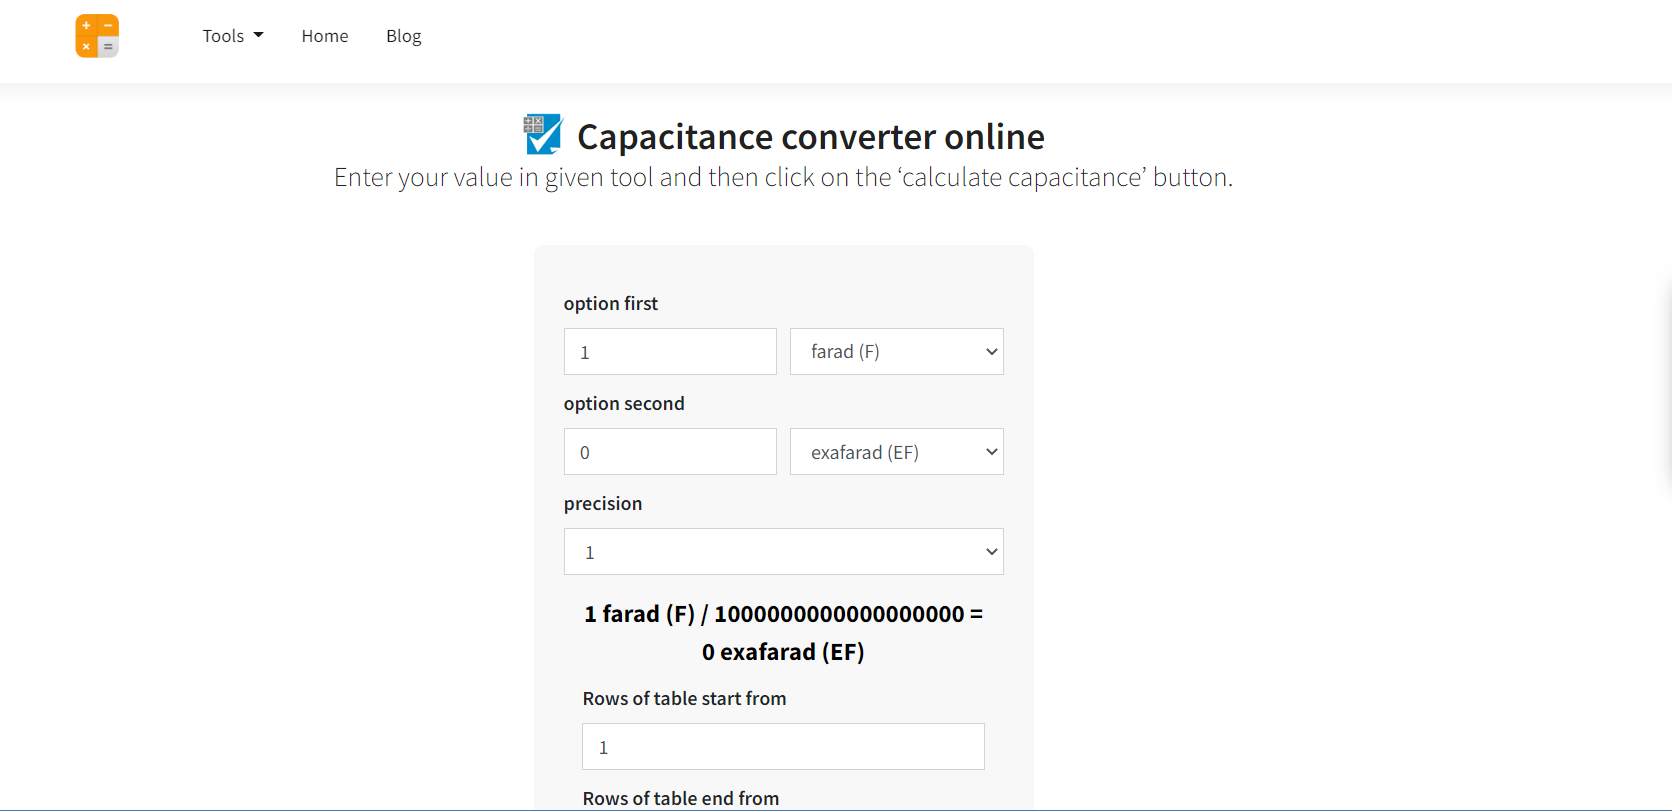 Tools Home Blog
Capacitance converter online
Enter your value in given tool and then click on the ‘calculate capacitance’ button.
option first
1 farad (F)
option second
0 exafarad (EF)
precision
1
1 farad (F) / 1000000000000000000 =
0 exafarad (EF)
Rows of table start from
1
Rows of table end from